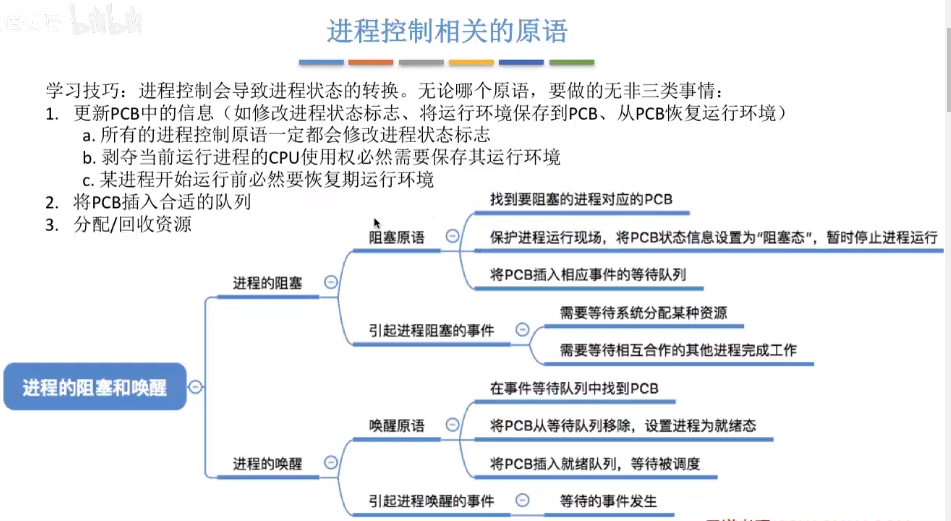 进程控制相关的原语
学习技巧：进程控制会导致进程状态的转换。无论哪个原语，要做的无非三类事情：
1. 更新PCB中的信息（如修改进程状态标志、将运行环境保存到PCB、从PCB恢复运行环境）
a. 所有的进程控制原语一定都会修改进程状态标志
b. 剥夺当前运行进程的CPU使用权必然需要保存其运行环境
c. 某进程开始运行前必然要恢复期运行环境
2. 将PCB插入合适的队列
3. 分配/回收资源
进程的阻塞和唤醒
进程的阻塞
阻塞原语
找到要阻塞的进程对应的PCB
保护进程运行现场，将PCB状态信息设置为“阻塞态”，暂时停止进程运行
将PCB插入相应事件的等待队列
引起进程阻塞的事件
需要等待系统分配某种资源
需要等待相互合作的其他进程完成工作
进程的唤醒
唤醒原语
在事件等待队列中找到PCB
将PCB从等待队列移除，设置进程为就绪态
将PCB插入就绪队列，等待被调度
引起进程唤醒的事件
等待的事件发生